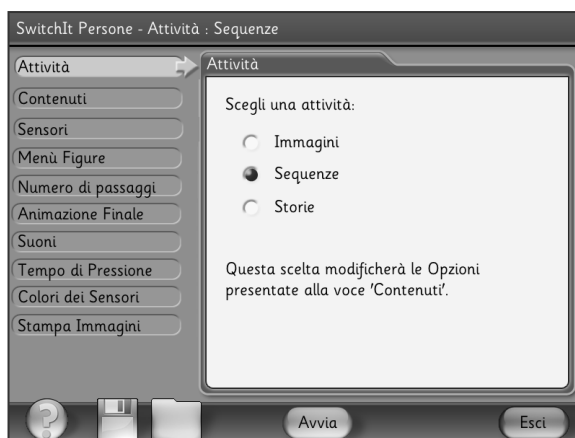 SwitchIt Persone - Attività : Sequenze
Attività
Contenuti
Sensori
Menù Figure
Numero di passaggi
Animazione Finale
Suoni
Tempo di Pressione
Colori dei Sensori
Stampa Immagini
Attività
Scegli una attività:
Immagini
Sequenze
Storie
Questa scelta modificherà le Opzioni
presentate alla voce 'Contenuti'.
?
Avvia
Esci